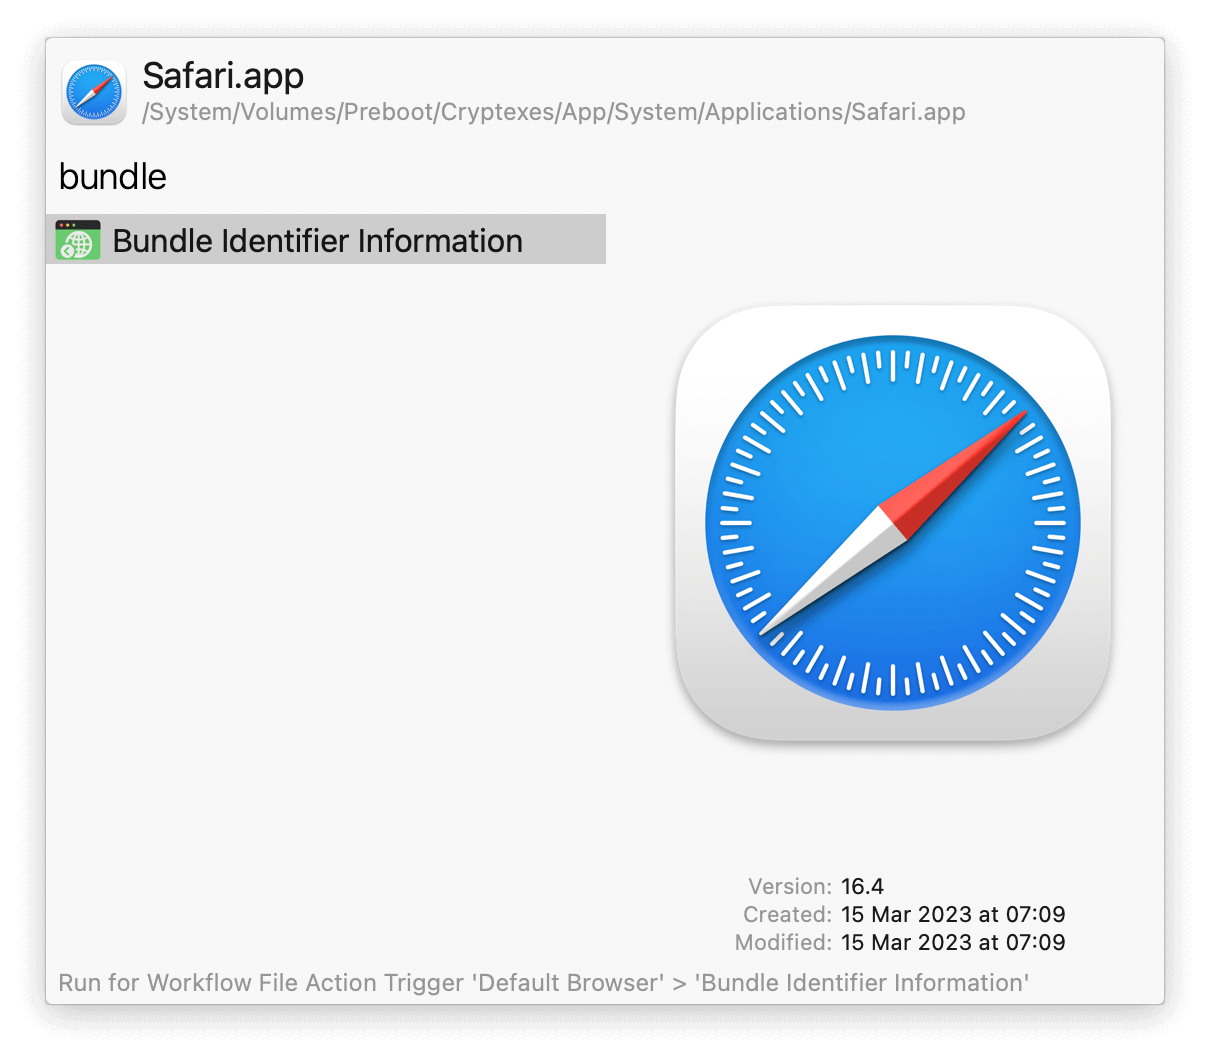 Safari.app
/System/Volumes/Preboot/Cryptexes/App/System/Applications/Safari.app
bundle
Bundle Identifier Information
Version: 16.4
Created: 15 Mar 2023 at 07:09
Modified: 15 Mar 2023 at 07:09
Run for Workflow File Action Trigger 'Default Browser' > 'Bundle Identifier Information'